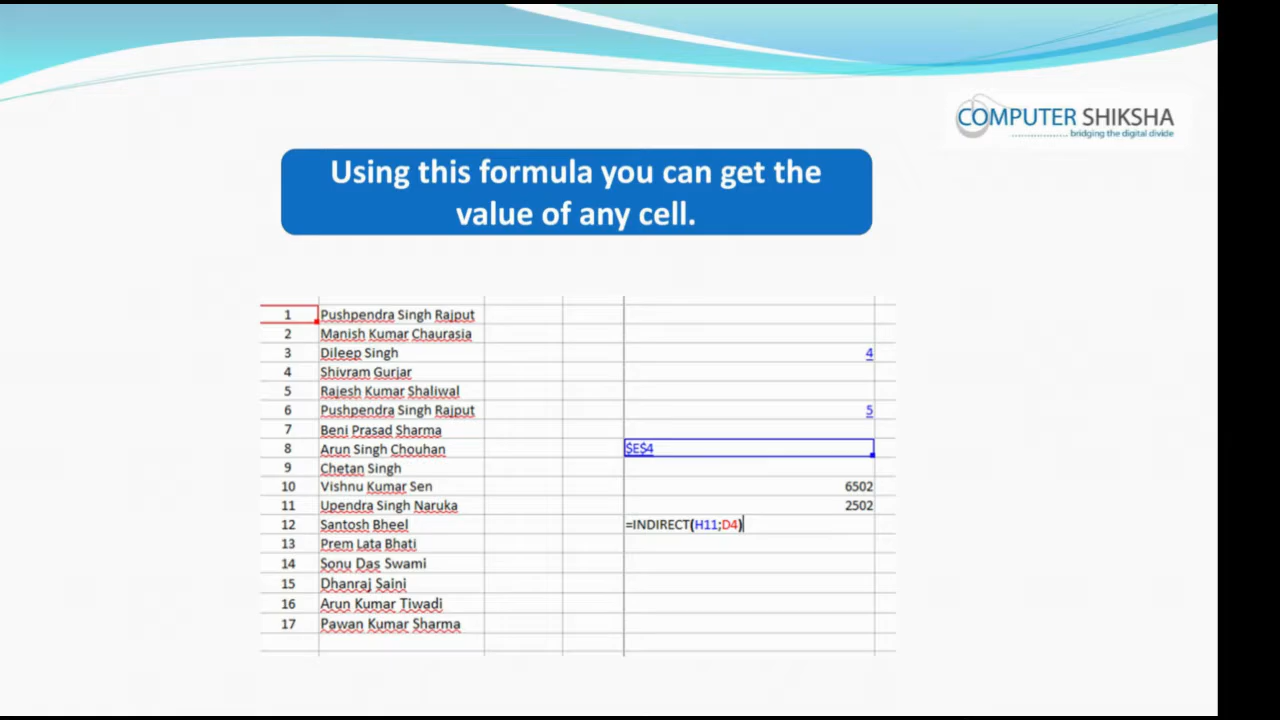 COMPUTER SHIKSHA
bridging the digital divide
Using this formula you can get the
value of any cell.
1 Pushpendra Singh Rajput
2 Manish Kumar Chaurasia
3 Dileep Singh 4
4 Shivram Gurjar
5 Rajesh Kumar Shaliwal
6 Pushpendra Singh Rajput 5
7 Beni Prasad Sharma
8 Arun Singh Chouhan $E$4
9 Chetan Singh
10 Vishnu Kumar Sen 6502
11 Upendra Singh Naruka 2502
12 Santosh Bheel =INDIRECT(H11;D4)
13 Prem Lata Bhati
14 Sonu Das Swami
15 Dhanraj Saini
16 Arun Kumar Tiwadi
17 Pawan Kumar Sharma